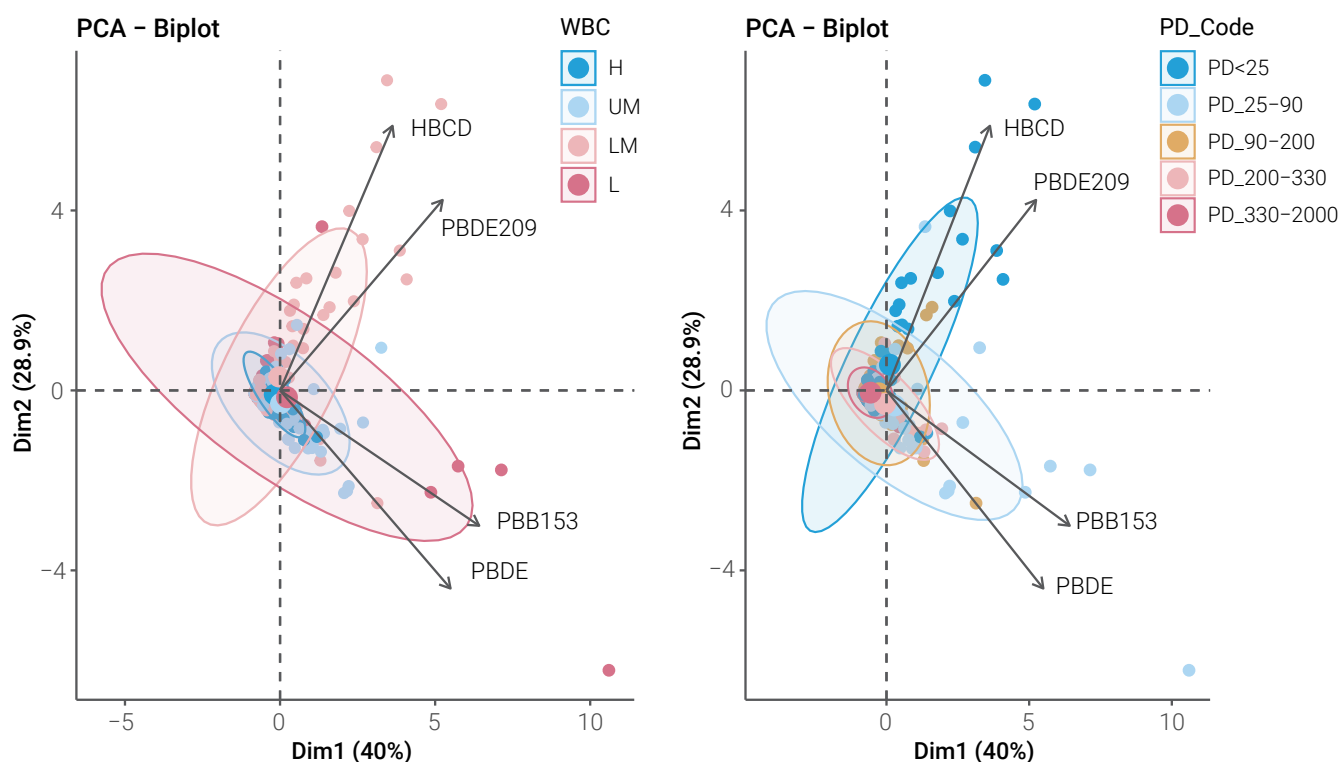 PCA – Biplot
WBC
H
UM
LM
L
HBCD
PBDE209
PBB153
PBDE
4
0
−4
−5
0
5
10
Dim2 (28.9%)
Dim1 (40%)
PCA – Biplot
PD_Code
PD<25
PD_25−90
PD_90−200
PD_200−330
PD_330−2000
HBCD
PBDE209
PBB153
PBDE
4
0
−4
0
5
10
Dim2 (28.9%)
Dim1 (40%)